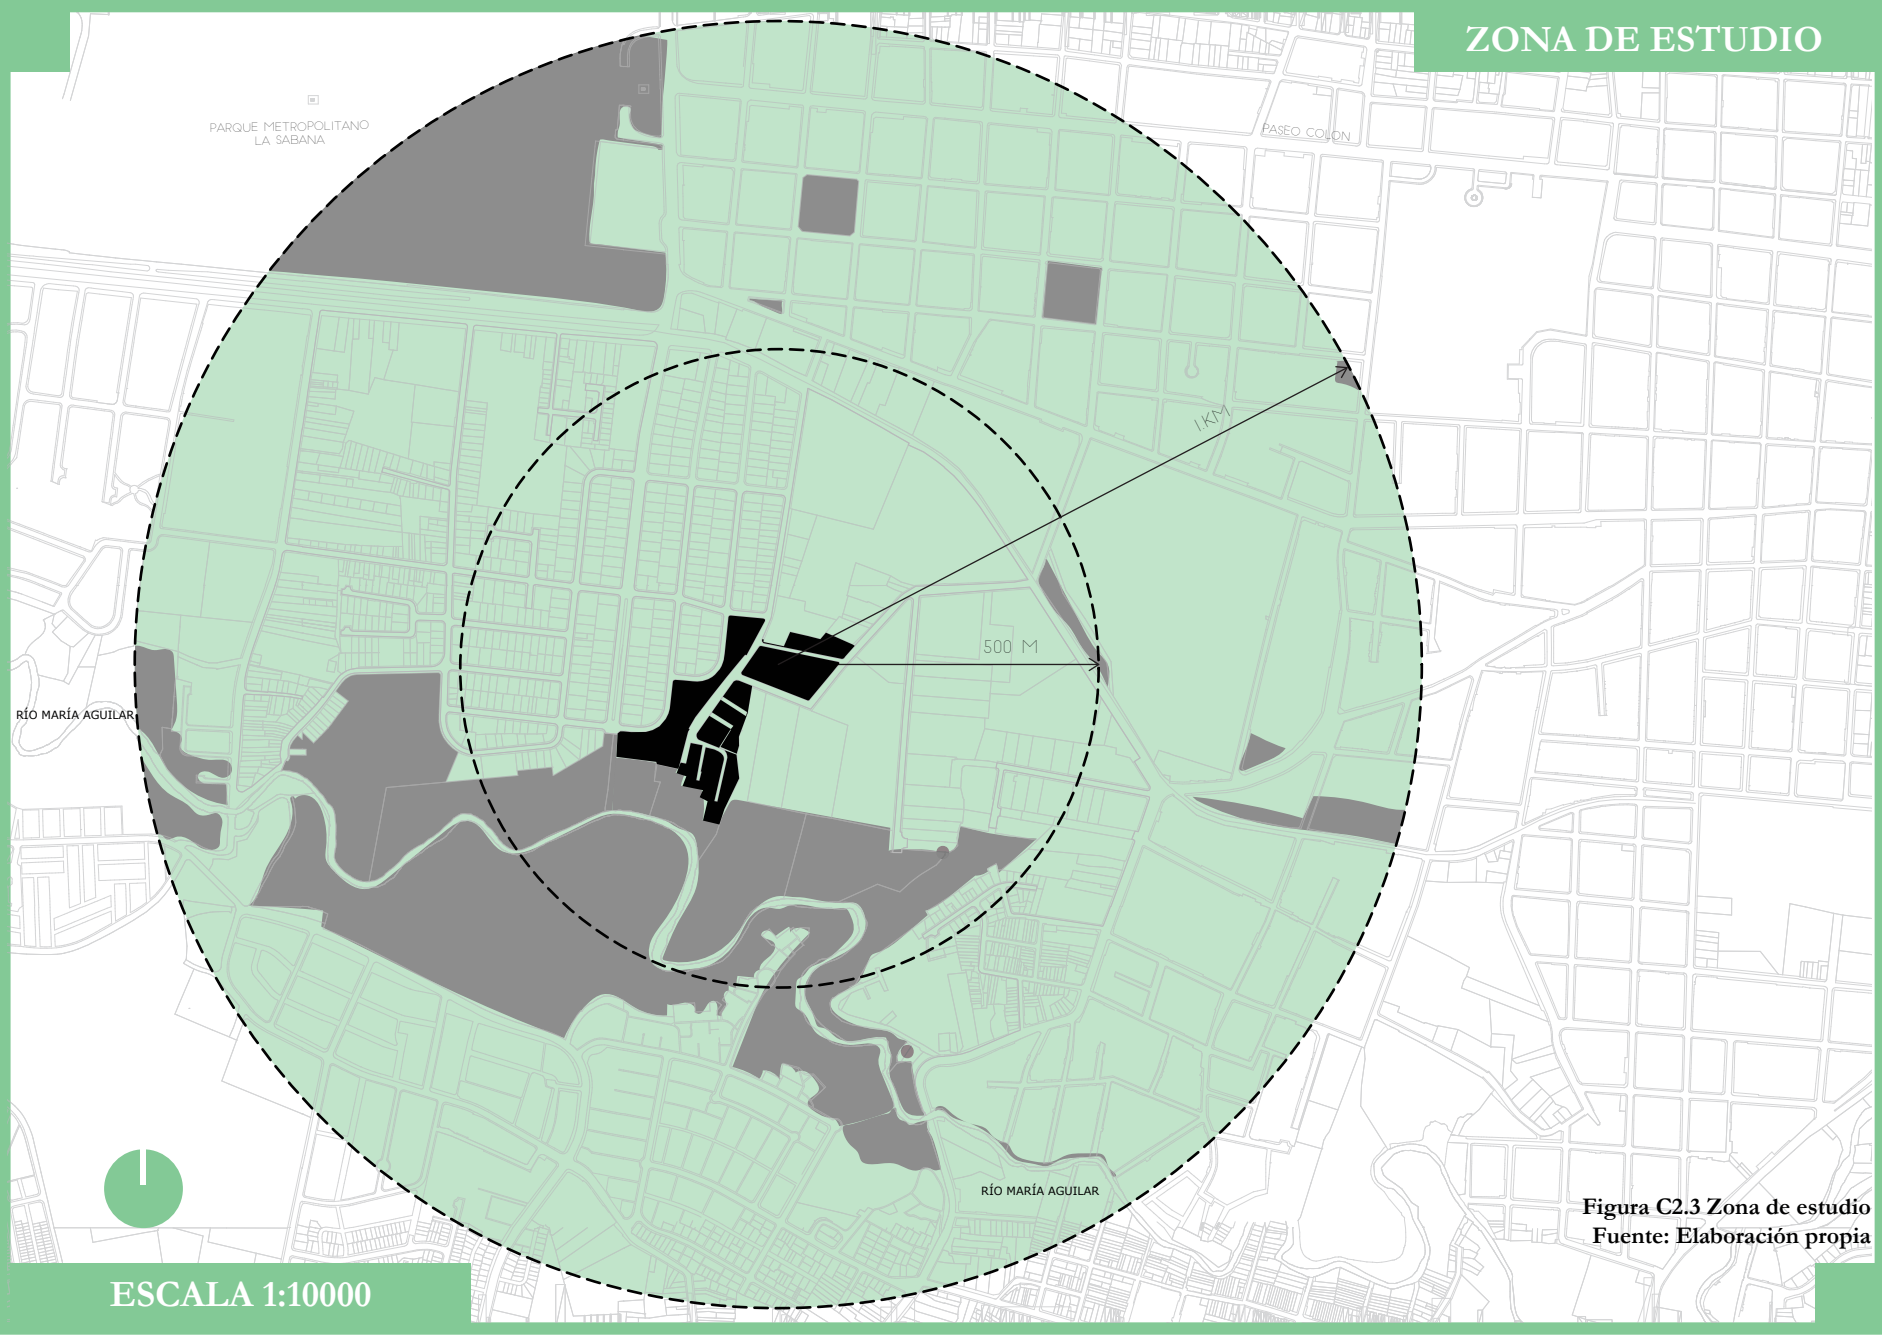 ZONA DE ESTUDIO
PARQUE METROPOLITANO
LA SABANA
PASEO COLON
1 KM
500 M
RÍO MARÍA AGUILAR
RÍO MARÍA AGUILAR
Figura C2.3 Zona de estudio
Fuente: Elaboración propia
ESCALA 1:10000